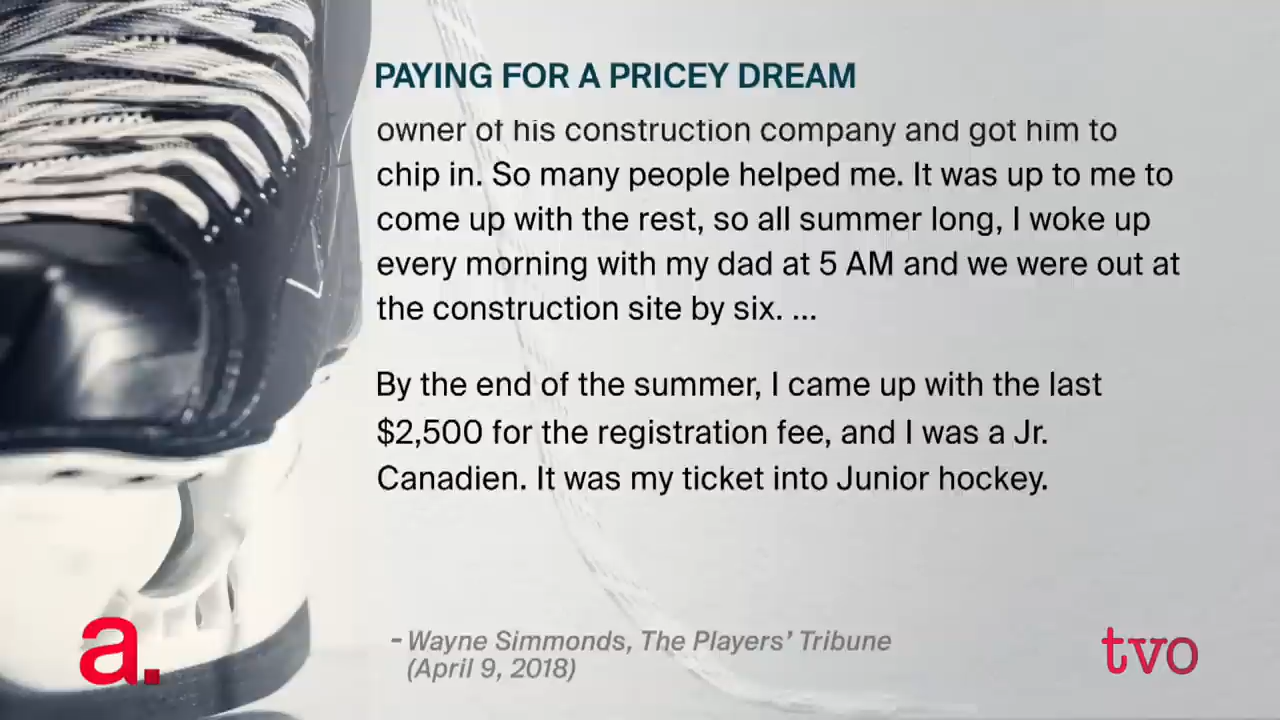 PAYING FOR A PRICEY DREAM
owner of his construction company and got him to
chip in. So many people helped me. It was up to me to
come up with the rest, so all summer long, I woke up
every morning with my dad at 5 AM and we were out at
the construction site by six. ...
By the end of the summer, I came up with the last
$2,500 for the registration fee, and I was a Jr.
Canadien. It was my ticket into Junior hockey.
– Wayne Simmonds, The Players’ Tribune
(April 9, 2018)
a.
tvo